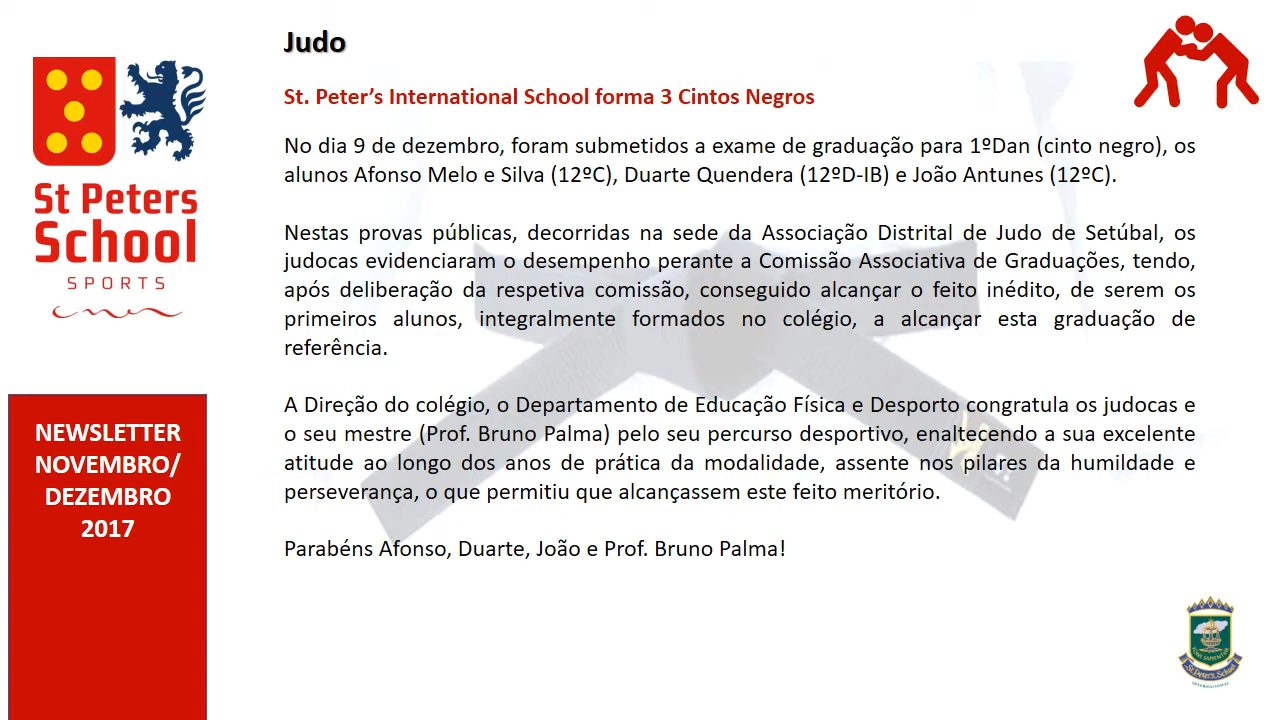 Judo
St. Peter’s International School forma 3 Cintos Negros
No dia 9 de dezembro, foram submetidos a exame de graduação para 1ºDan (cinto negro), os
alunos Afonso Melo e Silva (12ºC), Duarte Quendera (12ºD-IB) e João Antunes (12ºC).
Nestas provas públicas, decorridas na sede da Associação Distrital de Judo de Setúbal, os
judocas evidenciaram o desempenho perante a Comissão Associativa de Graduações, tendo,
após deliberação da respetiva comissão, conseguido alcançar o feito inédito, de serem os
primeiros alunos, integralmente formados no colégio, a alcançar esta graduação de
referência.
A Direção do colégio, o Departamento de Educação Física e Desporto congratula os judocas e
o seu mestre (Prof. Bruno Palma) pelo seu percurso desportivo, enaltecendo a sua excelente
atitude ao longo dos anos de prática da modalidade, assente nos pilares da humildade e
perseverança, o que permitiu que alcançassem este feito meritório.
Parabéns Afonso, Duarte, João e Prof. Bruno Palma!
St Peters
School
SPORTS
NEWSLETTER
NOVEMBRO/
DEZEMBRO
2017
St. Peter's School
INTERNATIONAL